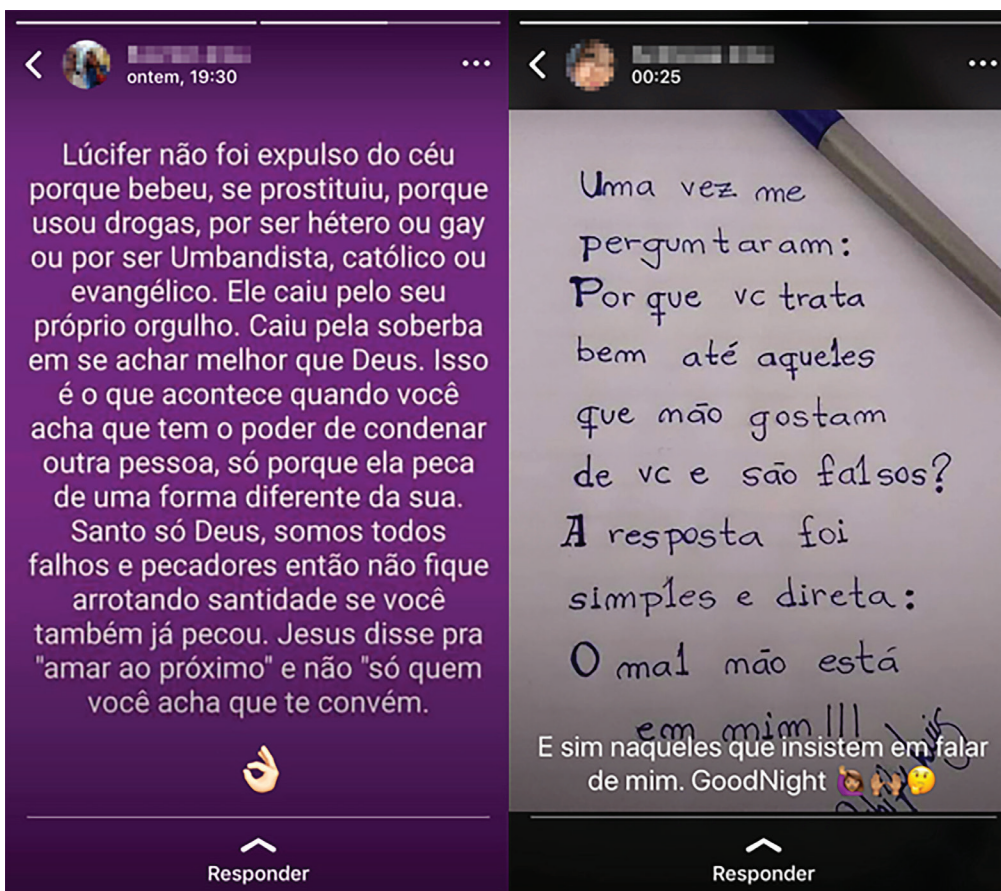 ontem, 19:30
Lúcifer não foi expulso do céu
porque bebeu, se prostituiu, porque
usou drogas, por ser hétero ou gay
ou por ser Umbandista, católico ou
evangélico. Ele caiu pelo seu
próprio orgulho. Caiu pela soberba
em se achar melhor que Deus. Isso
é o que acontece quando você
acha que tem o poder de condenar
outra pessoa, só porque ela peca
de uma forma diferente da sua.
Santo só Deus, somos todos
falhos e pecadores então não fique
arrotando santidade se você
também já pecou. Jesus disse pra
"amar ao próximo" e não "só quem
você acha que te convém.
👌🏻
Responder
00:25
Uma vez me
perguntaram:
Por que vc trata
bem até aqueles
que não gostam
de vc e são falsos?
A resposta foi
simples e direta:
O mal não está
em mim!!!
E sim naqueles que insistem em falar
de mim. GoodNight 🙋🏽‍♀️🙌🏽🤔
Responder